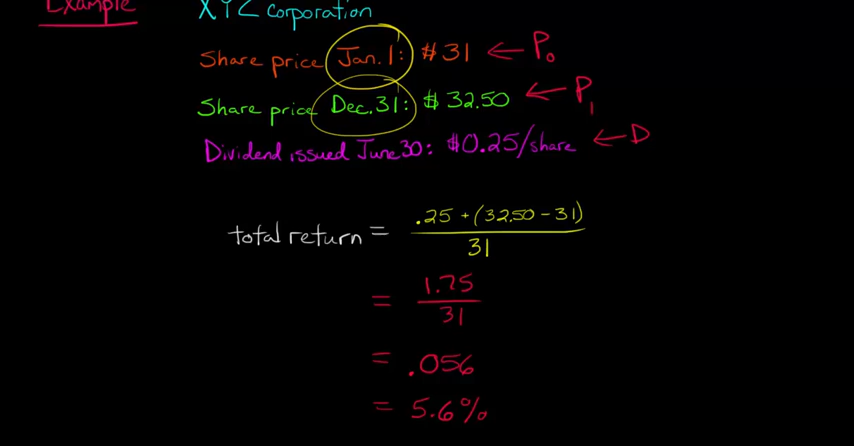 Example
XYZ Corporation
Share price Jan. 1: $31 ← P₀
Share price Dec. 31: $32.50 ← P₁
Dividend issued June 30: $0.25/share ← D
total return = .25 + (32.50 - 31)
31
= 1.75
31
= .056
= 5.6%